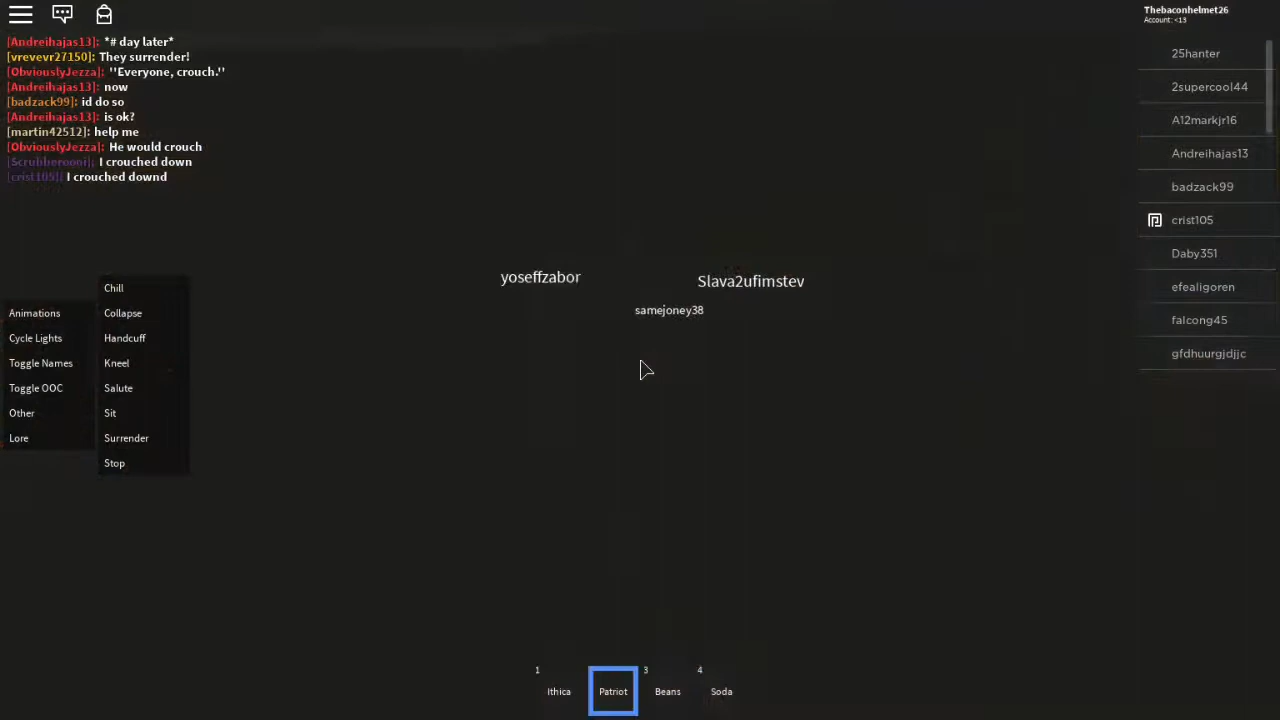 Thebaconhelmet26
Account: <13
[Andreihajas13]: *# day later*
[vrevevr27150]: They surrender!
[ObviouslyJezza]: ''Everyone, crouch.''
[Andreihajas13]: now
[badzack99]: id do so
[Andreihajas13]: is ok?
[martin42512]: help me
[ObviouslyJezza]: He would crouch
I crouched down
[crist105]: I crouched downd
25hanter
2supercool44
A12markjr16
Andreihajas13
badzack99
crist105
Daby351
efealigoren
falcong45
gfdhuurgjdjjc
yoseffzabor
Slava2ufimstev
samejoney38
Animations
Cycle Lights
Toggle Names
Toggle OOC
Other
Lore
Chill
Collapse
Handcuff
Kneel
Salute
Sit
Surrender
Stop
1
3
4
Ithica
Patriot
Beans
Soda